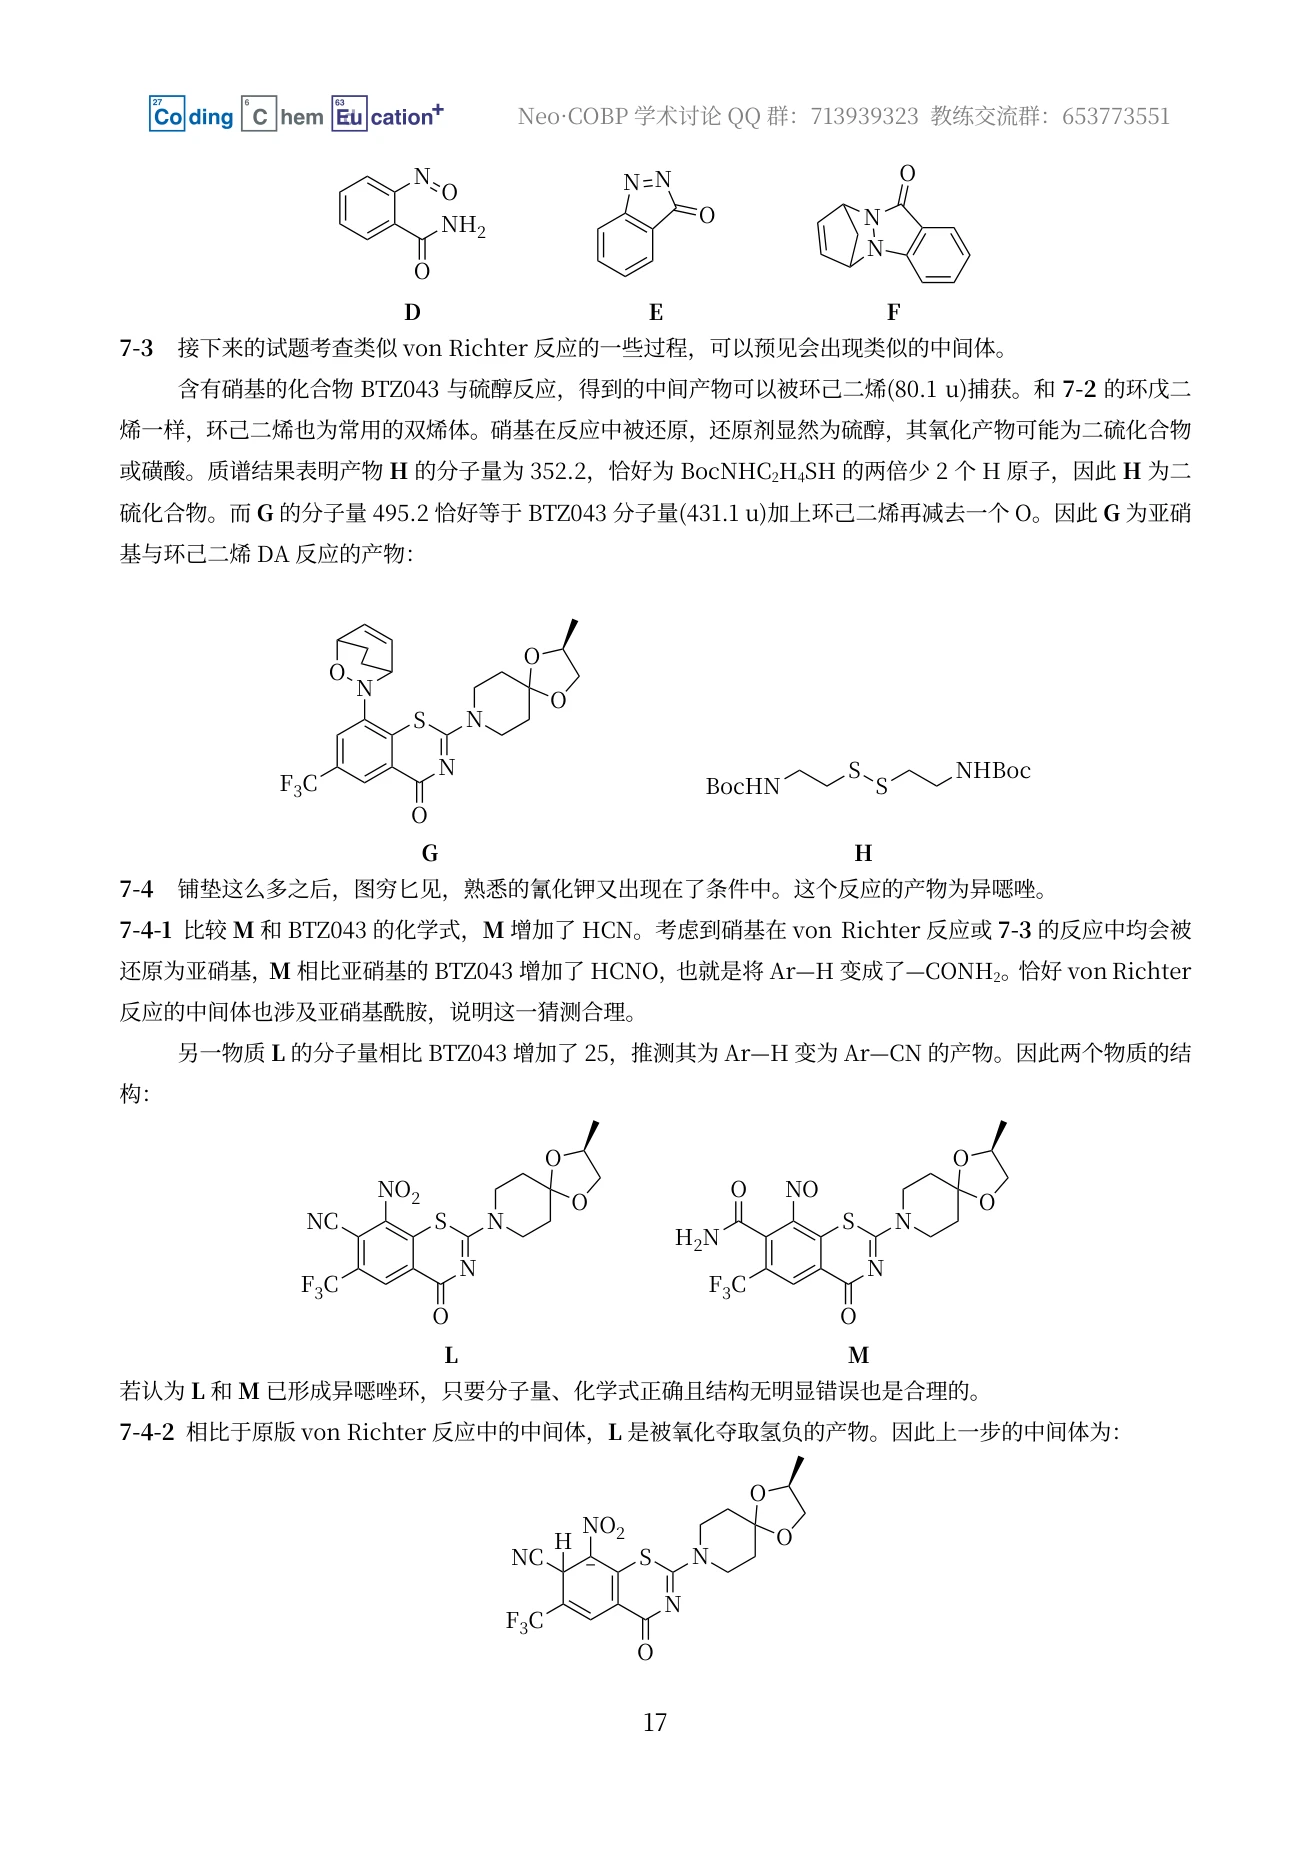 27 6 63
Coding Chem Eucation+ Neo·COBP 学术讨论 QQ 群：713939323 教练交流群：653773551
N O NH2 O
N=N O
O N N
D E F
7-3 接下来的试题考查类似 von Richter 反应的一些过程，可以预见会出现类似的中间体。
含有硝基的化合物 BTZ043 与硫醇反应，得到的中间产物可以被环己二烯(80.1 u)捕获。和 7-2 的环戊二
烯一样，环己二烯也为常用的双烯体。硝基在反应中被还原，还原剂显然为硫醇，其氧化产物可能为二硫化合物
或磺酸。质谱结果表明产物 H 的分子量为 352.2，恰好为 BocNHC2H4SH 的两倍少 2 个 H 原子，因此 H 为二
硫化合物。而 G 的分子量 495.2 恰好等于 BTZ043 分子量(431.1 u)加上环己二烯再减去一个 O。因此 G 为亚硝
基与环己二烯 DA 反应的产物：
O N S N O O N F3C O
BocHN S S NHBoc
G H
7-4 铺垫这么多之后，图穷匕见，熟悉的氰化钾又出现在了条件中。这个反应的产物为异噁唑。
7-4-1 比较 M 和 BTZ043 的化学式，M 增加了 HCN。考虑到硝基在 von Richter 反应或 7-3 的反应中均会被
还原为亚硝基，M 相比亚硝基的 BTZ043 增加了 HCNO，也就是将 Ar—H 变成了—CONH2。恰好 von Richter
反应的中间体也涉及亚硝基酰胺，说明这一猜测合理。
另一物质 L 的分子量相比 BTZ043 增加了 25，推测其为 Ar—H 变为 Ar—CN 的产物。因此两个物质的结
构：
NO2 NC S N O O N F3C O
O NO H2N S N O O N F3C O
L M
若认为 L 和 M 已形成异噁唑环，只要分子量、化学式正确且结构无明显错误也是合理的。
7-4-2 相比于原版 von Richter 反应中的中间体，L 是被氧化夺取氢负的产物。因此上一步的中间体为：
H NO2 NC S N O O N F3C O
17